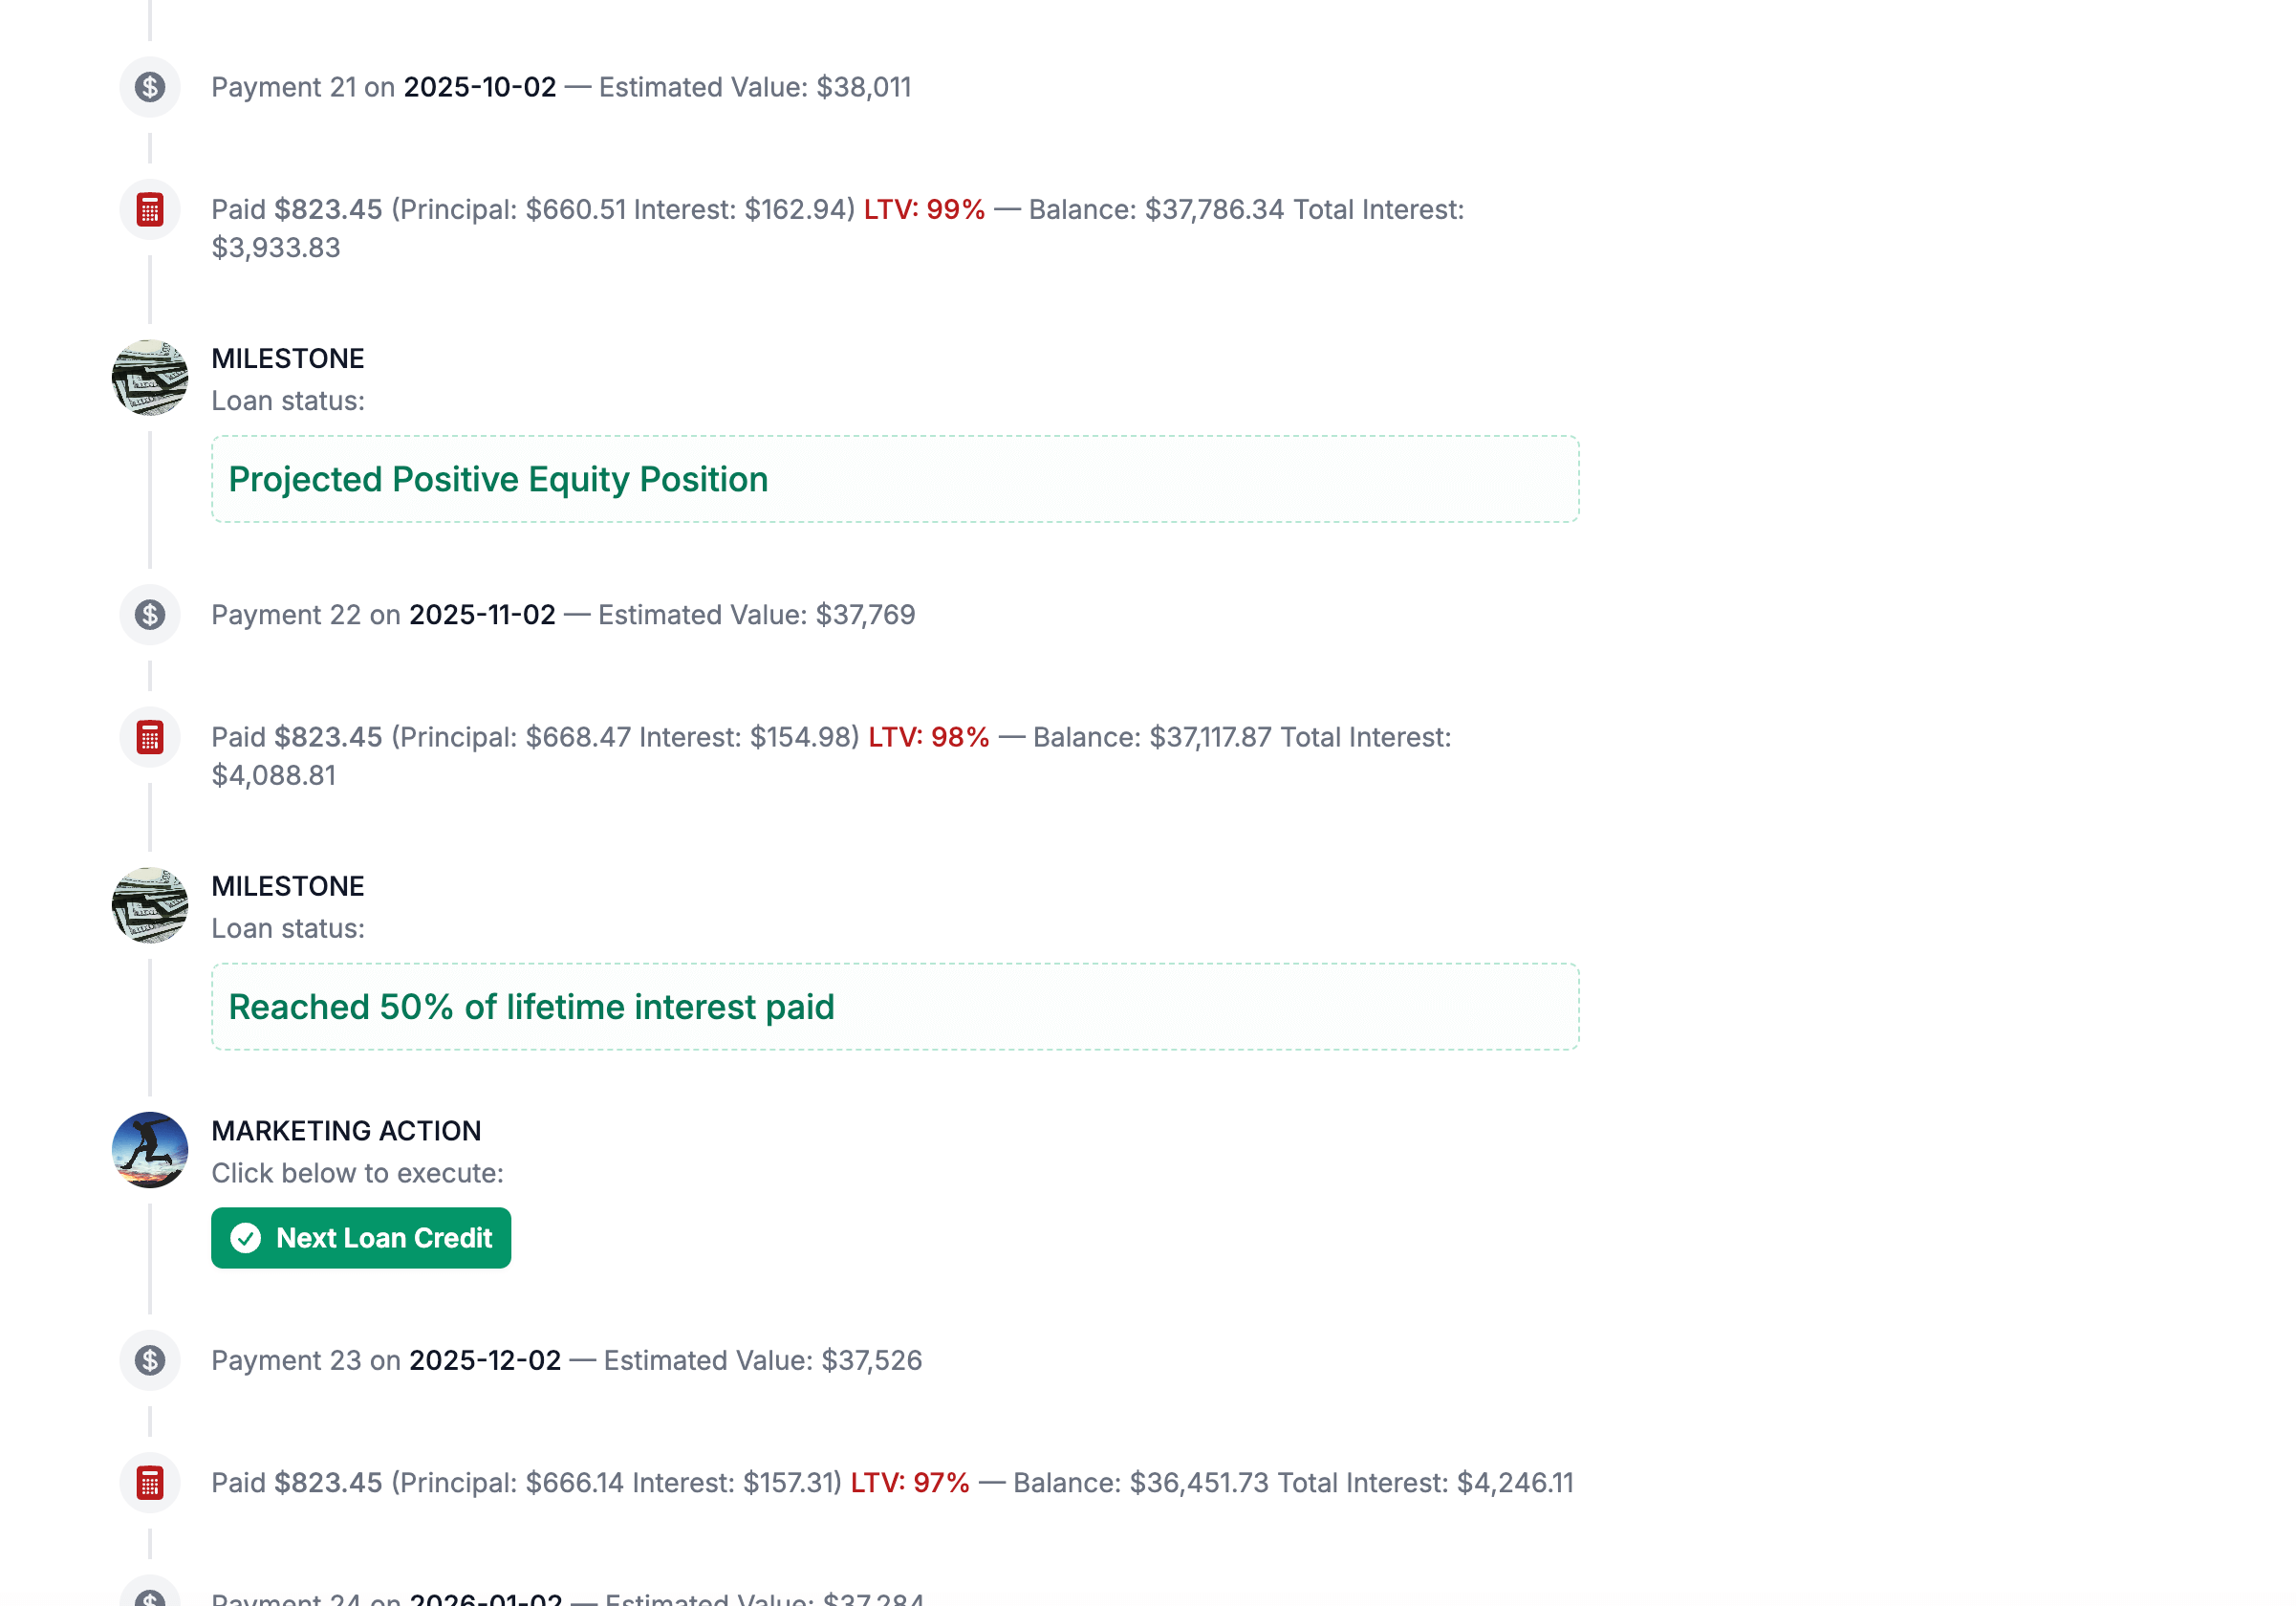 Payment 21 on 2025-10-02 — Estimated Value: $38,011
Paid $823.45 (Principal: $660.51 Interest: $162.94) LTV: 99% — Balance: $37,786.34 Total Interest:
$3,933.83
MILESTONE
Loan status:
Projected Positive Equity Position
Payment 22 on 2025-11-02 — Estimated Value: $37,769
Paid $823.45 (Principal: $668.47 Interest: $154.98) LTV: 98% — Balance: $37,117.87 Total Interest:
$4,088.81
MILESTONE
Loan status:
Reached 50% of lifetime interest paid
MARKETING ACTION
Click below to execute:
Next Loan Credit
Payment 23 on 2025-12-02 — Estimated Value: $37,526
Paid $823.45 (Principal: $666.14 Interest: $157.31) LTV: 97% — Balance: $36,451.73 Total Interest: $4,246.11
Payment 24 on 2026-01-02 — Estimated Value: $37,284